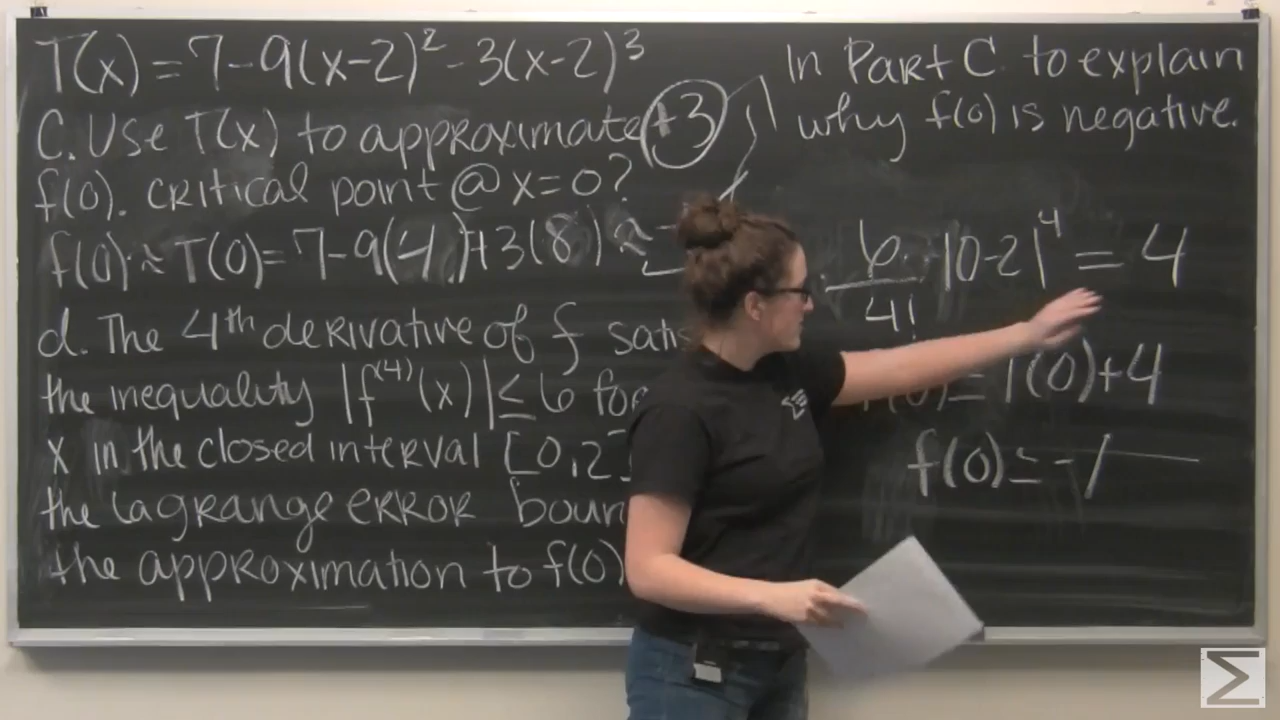 T(x) = 7-9(x-2)² - 3(x-2)³
C. Use T(x) to approximate
f(0). critical point @ x=0?
f(0) ≈ T(0) = 7-9(4)+3(8) ≈ -
d. The 4th derivative of f
the inequality |f⁽⁴⁾(x)| ≤ 6 for
x in the closed interval [0,2]
the Lagrange error
the approximation to f(0)
+3
In Part C to explain
why f(0) is negative.
6/4! |0-2|⁴ = 4
(0)+4
f(0) ≤ -1
Σ